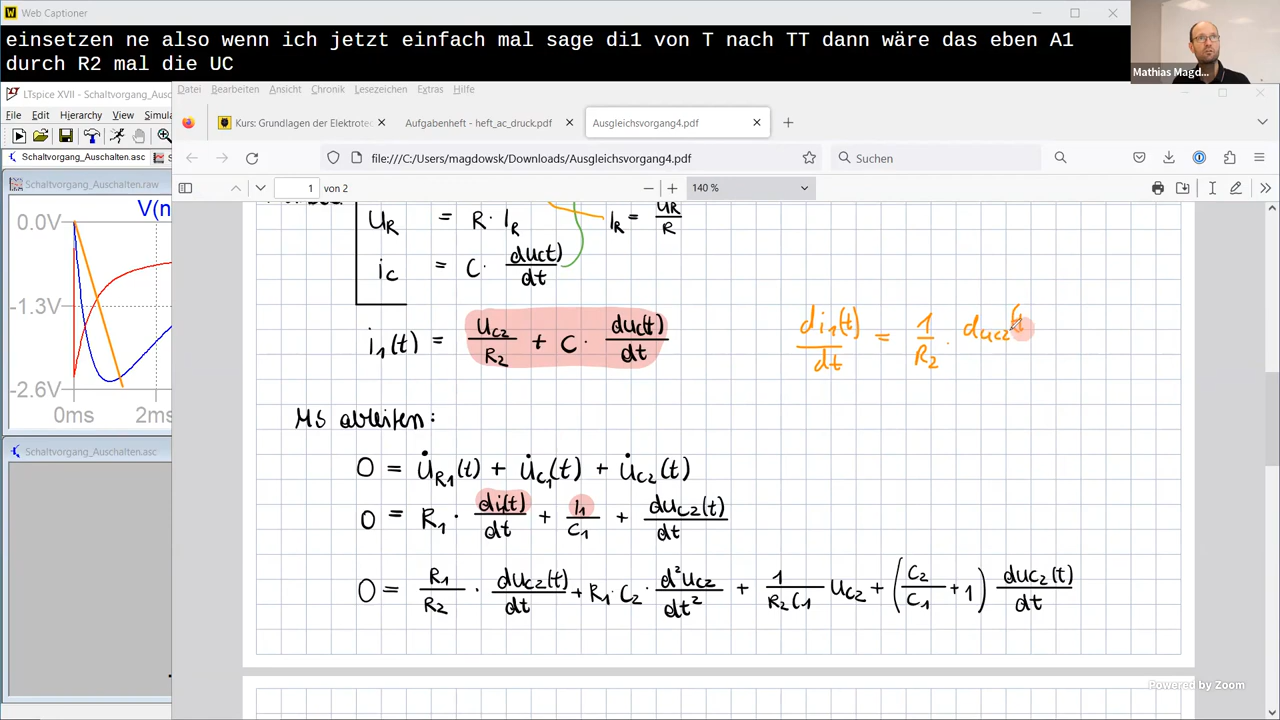 Web Captioner
einsetzen ne also wenn ich jetzt einfach mal sage di1 von T nach TT dann wäre das eben A1
durch R2 mal die UC
Mathias Magd...
LTspice XVII - Schaltvorgang_Aus
File Edit Hierarchy View Simula
Schaltvorgang_Auschalten.asc
Schaltvorgang_Auschalten.raw
V(n
0.0V
-1.3V
-2.6V
0ms 2ms
Schaltvorgang_Auschalten.asc
Datei Bearbeiten Ansicht Chronik Lesezeichen Extras Hilfe
Kurs: Grundlagen der Elektrotec
Aufgabenheft - heft_ac_druck.pdf
Ausgleichsvorgang4.pdf
file:///C:/Users/magdowsk/Downloads/Ausgleichsvorgang4.pdf
Suchen
1 von 2
140 %
U_R = R · I_R   I_R = U_R/R
i_C = C · du_C(t)/dt
i_1(t) = u_C2/R_2 + C · du_C(t)/dt
di_1(t)/dt = 1/R_2 · du_C2(t
MS ableiten:
0 = u̇_R1(t) + u̇_C1(t) + u̇_C2(t)
0 = R_1 · di_1(t)/dt + I_1/C_1 + du_C2(t)/dt
0 = R_1/R_2 · du_C2(t)/dt + R_1 · C_2 · d²u_C2/dt² + 1/(R_2 C_1) u_C2 + (C_2/C_1 + 1) du_C2(t)/dt
Powered by Zoom